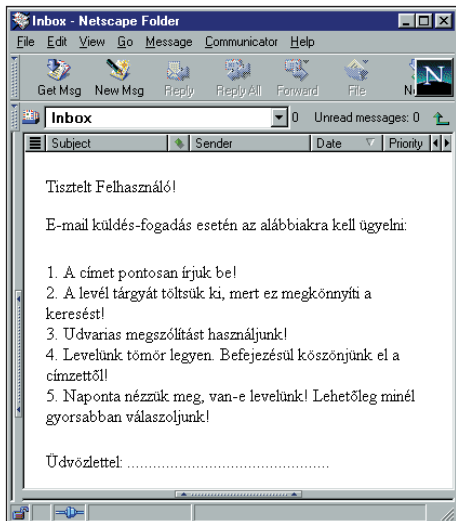 Inbox - Netscape Folder
File Edit View Go Message Communicator Help
Get Msg New Msg Reply Reply All Forward File
N
Inbox 0 Unread messages: 0
Subject Sender Date Priority
Tisztelt Felhasználó!
E-mail küldés-fogadás esetén az alábbiakra kell ügyelni:
1. A címet pontosan írjuk be!
2. A levél tárgyát töltsük ki, mert ez megkönnyíti a
keresést!
3. Udvarias megszólítást használjunk!
4. Levelünk tömör legyen. Befejezésül köszönjünk el a
címzettől!
5. Naponta nézzük meg, van-e levelünk! Lehetőleg minél
gyorsabban válaszoljunk!
Üdvözlettel: ..................................................